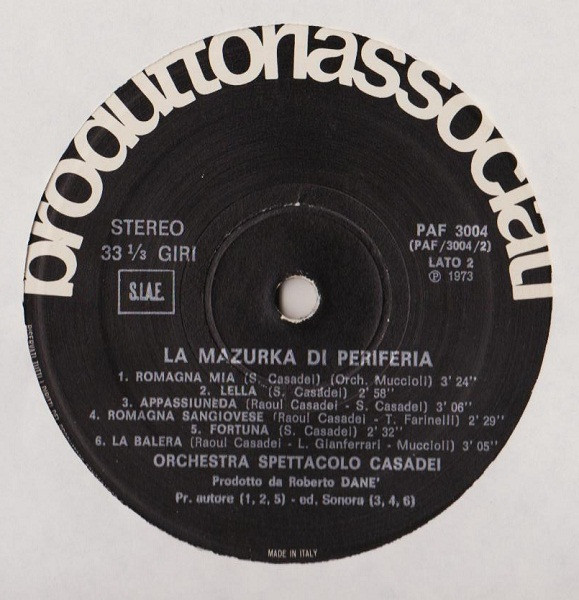 produttoriassociati
STEREO
33 1/3 GIRI
S.I.A.E.
PAF 3004
(PAF/3004/2)
LATO 2
Ⓟ 1973
LA MAZURKA DI PERIFERIA
1. ROMAGNA MIA (S. Casadei) (Orch. Muccioli) 3' 24''
2. LELLA (S. Casadei) 2' 58''
3. APPASSIUNEDA (Raoul Casadei - S. Casadei) 3' 06''
4. ROMAGNA SANGIOVESE (Raoul Casadei - T. Farinelli) 2' 29''
5. FORTUNA (S. Casadei) 2' 32''
6. LA BALERA (Raoul Casadei - L. Gianferrari - Muccioli) 3' 05''
ORCHESTRA SPETTACOLO CASADEI
Prodotto da Roberto DANE'
Pr. autore (1, 2, 5) - ed. Sonora (3, 4, 6)
MADE IN ITALY